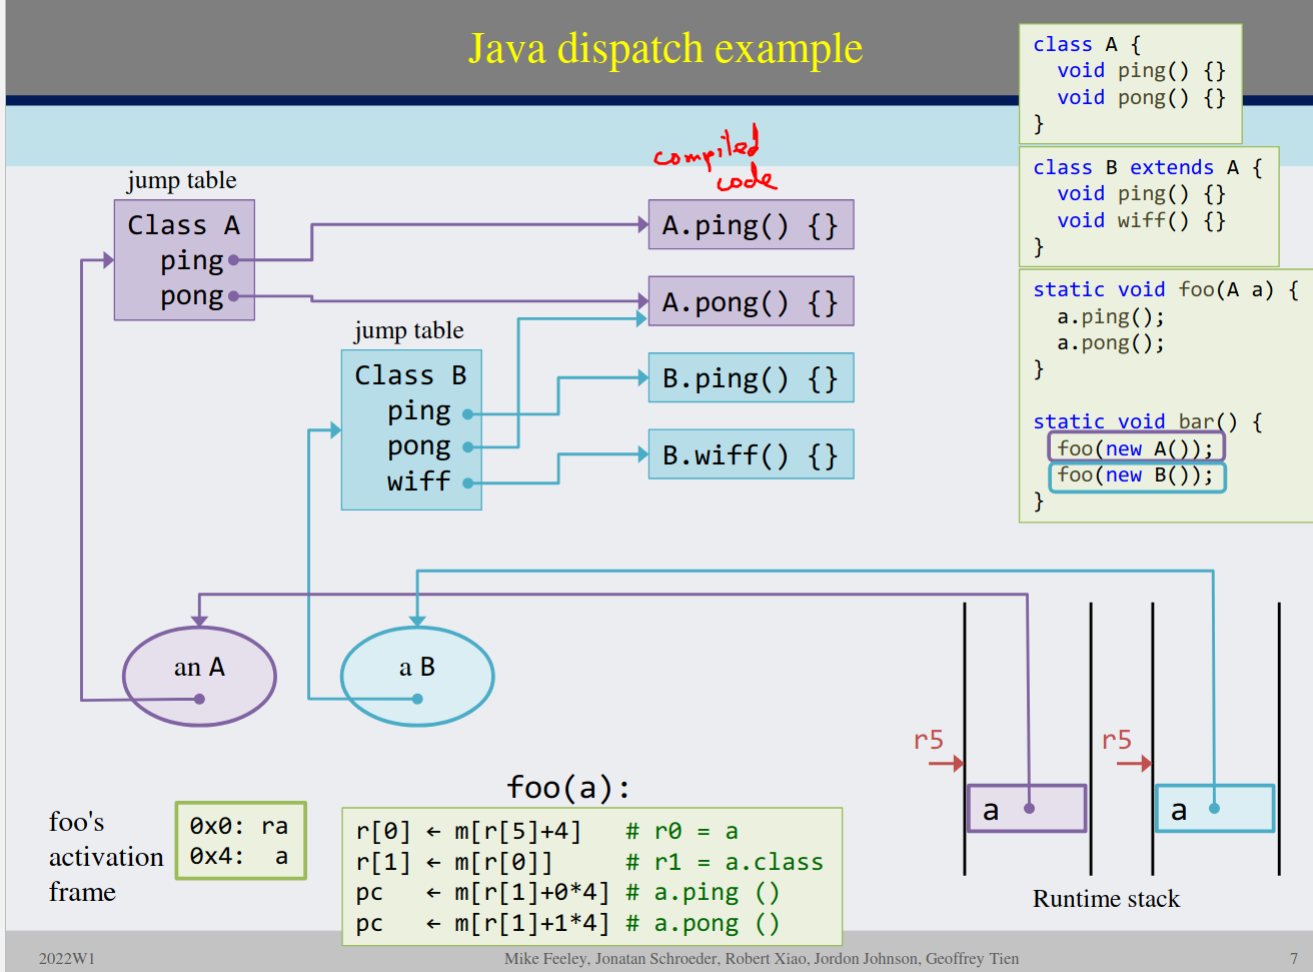 Java dispatch example
class A {
  void ping() {}
  void pong() {}
}
class B extends A {
  void ping() {}
  void wiff() {}
}
static void foo(A a) {
  a.ping();
  a.pong();
}
static void bar() {
  foo(new A());
  foo(new B());
}
compiled
code
jump table
Class A
ping
pong
A.ping() {}
A.pong() {}
jump table
Class B
ping
pong
wiff
B.ping() {}
B.wiff() {}
an A
a B
r5
r5
a
a
Runtime stack
foo's
activation
frame
0x0: ra
0x4:  a
foo(a):
r[0] ← m[r[5]+4]   # r0 = a
r[1] ← m[r[0]]     # r1 = a.class
pc   ← m[r[1]+0*4] # a.ping ()
pc   ← m[r[1]+1*4] # a.pong ()
2022W1
Mike Feeley, Jonatan Schroeder, Robert Xiao, Jordon Johnson, Geoffrey Tien
7